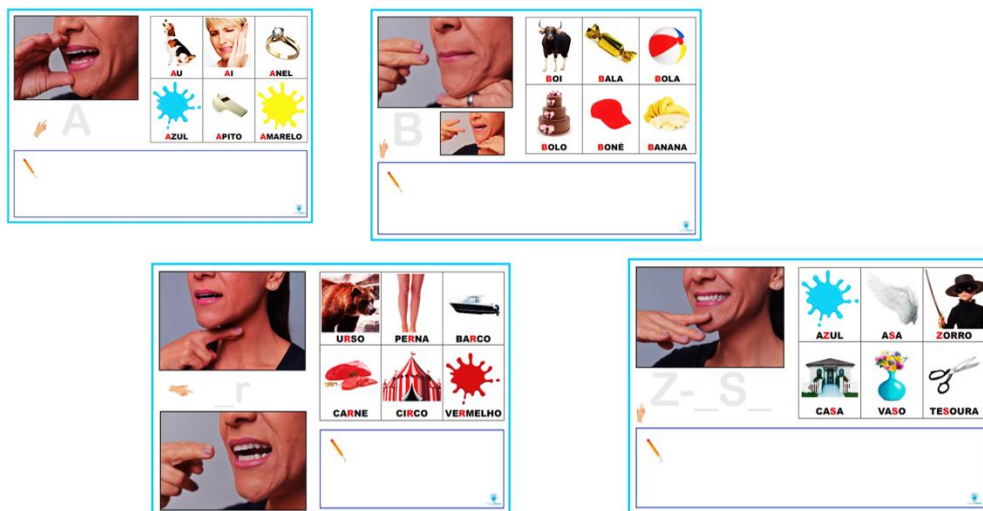 AU AI ANEL
A
AZUL APITO AMARELO
BOI BALA BOLA
B
BOLO BONÉ BANANA
URSO PERNA BARCO
_r
CARNE CIRCO VERMELHO
AZUL ASA ZORRO
Z-_S_
CASA VASO TESOURA